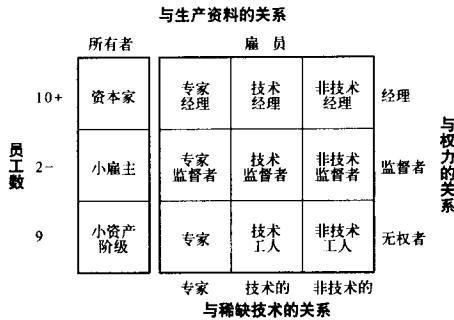 与生产资料的关系
所有者 雇员
10+ 资本家 专家经理 技术经理 非技术经理 经理
员工数 2- 小雇主 专家监督者 技术监督者 非技术监督者 监督者 与权力的关系
9 小资产阶级 专家 技术工人 非技术工人 无权者
专家 技术的 非技术的
与稀缺技术的关系